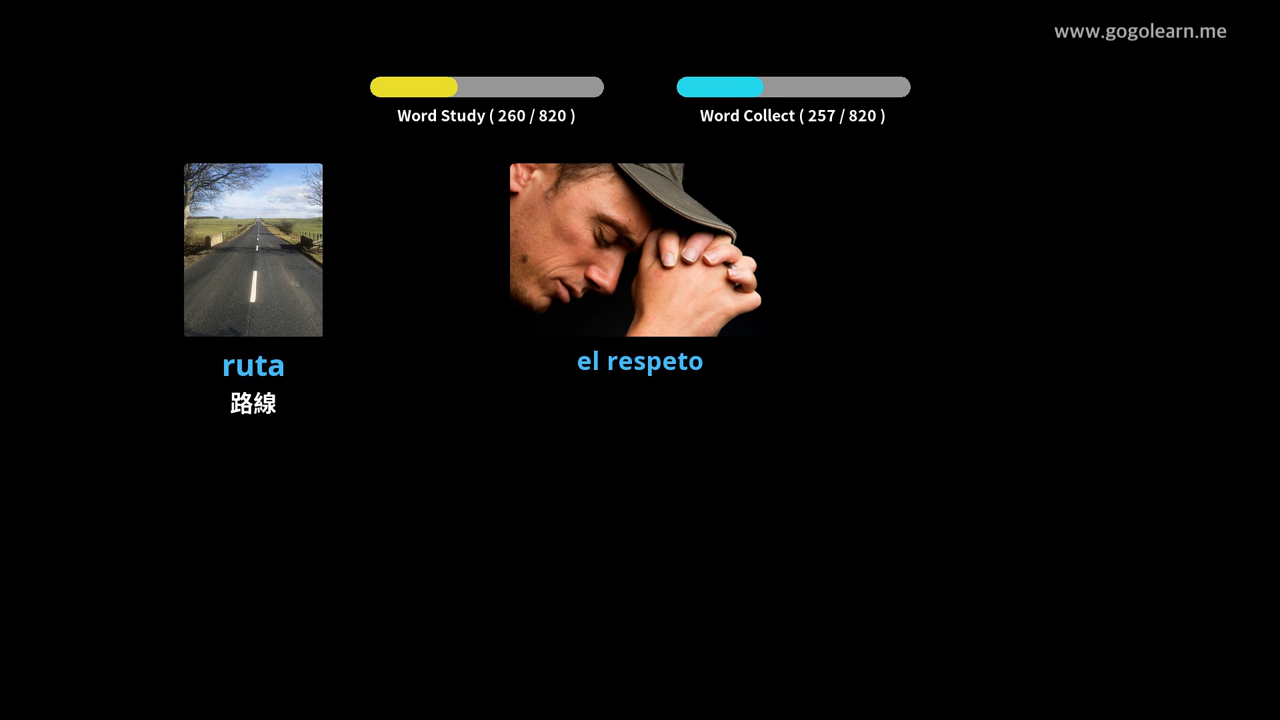 www.gogolearn.me
Word Study ( 260 / 820 )
Word Collect ( 257 / 820 )
ruta
路線
el respeto